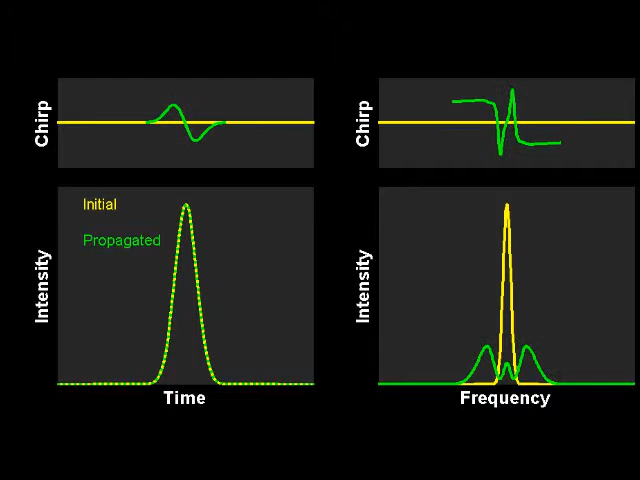 Chirp
Chirp
Initial
Propagated
Intensity
Intensity
Time
Frequency